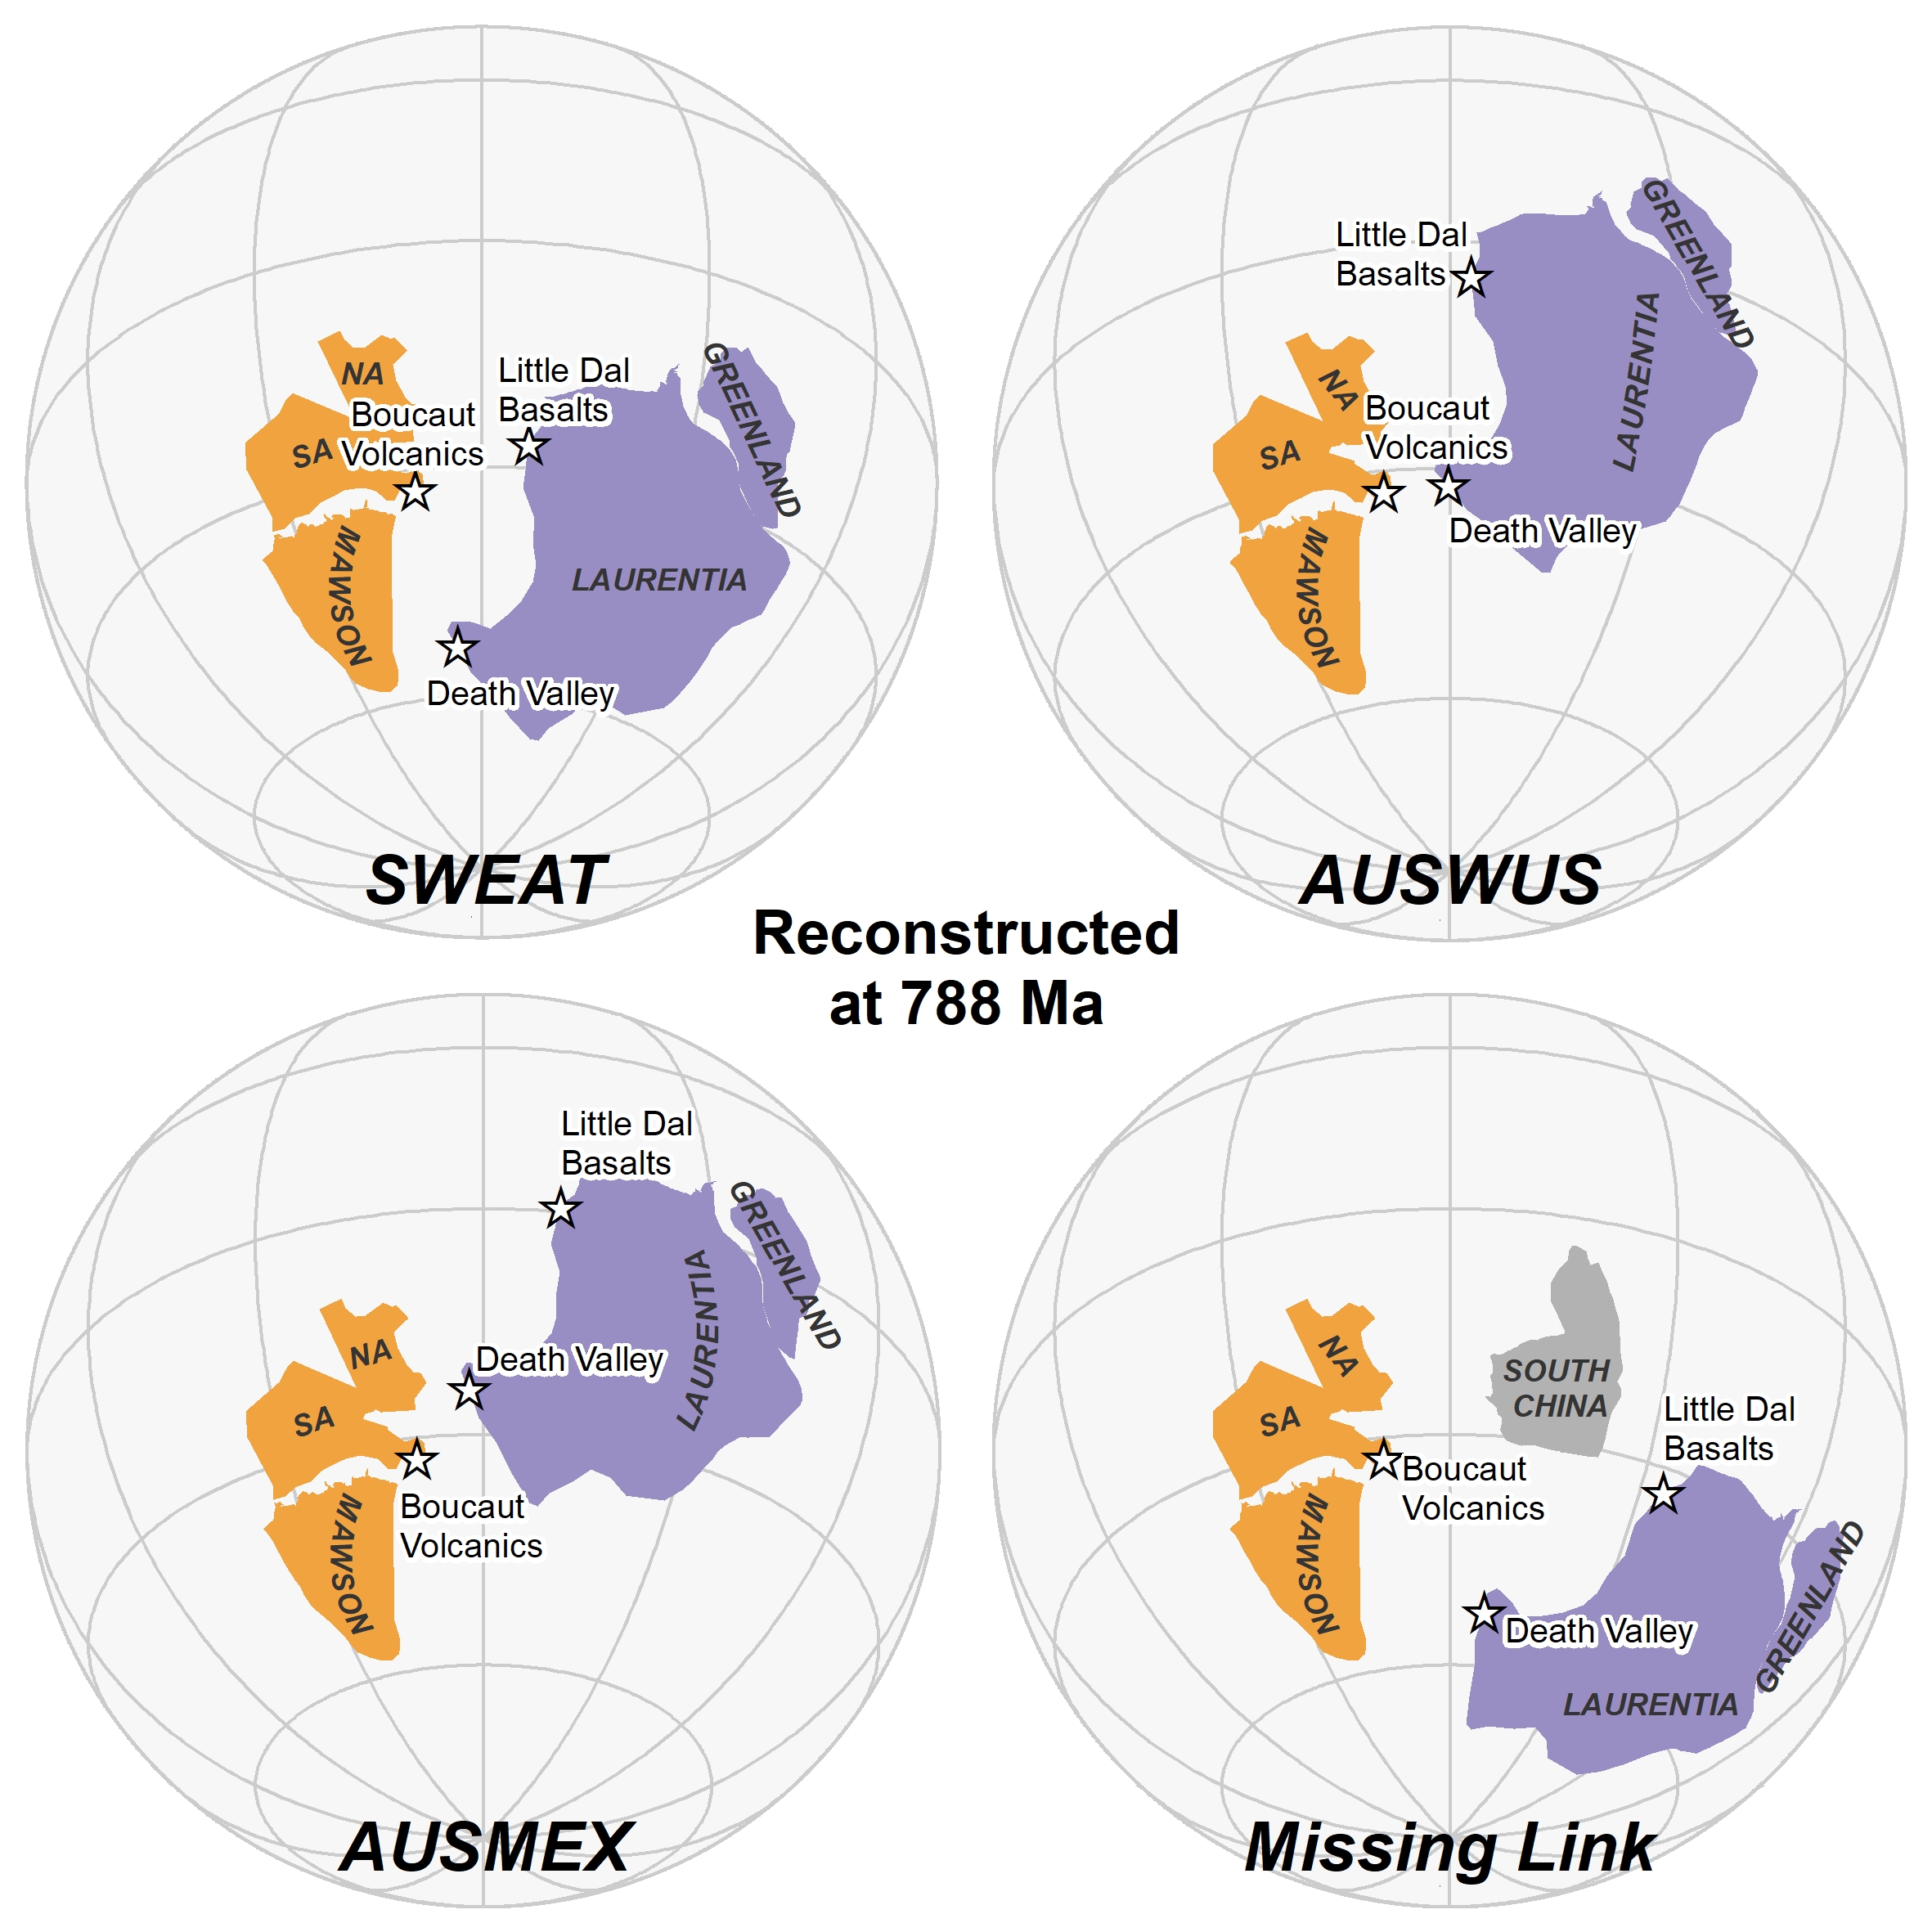 NA
Little Dal
Basalts
GREENLAND
Boucaut
Volcanics
SA
MAWSON
LAURENTIA
Death Valley
SWEAT
Little Dal
Basalts
GREENLAND
LAURENTIA
NA
Boucaut
Volcanics
SA
Death Valley
MAWSON
AUSWUS
Reconstructed
at 788 Ma
Little Dal
Basalts
GREENLAND
LAURENTIA
NA
Death Valley
SA
Boucaut
Volcanics
MAWSON
AUSMEX
NA
SOUTH
CHINA
SA
Little Dal
Basalts
Boucaut
Volcanics
MAWSON
GREENLAND
Death Valley
LAURENTIA
Missing Link